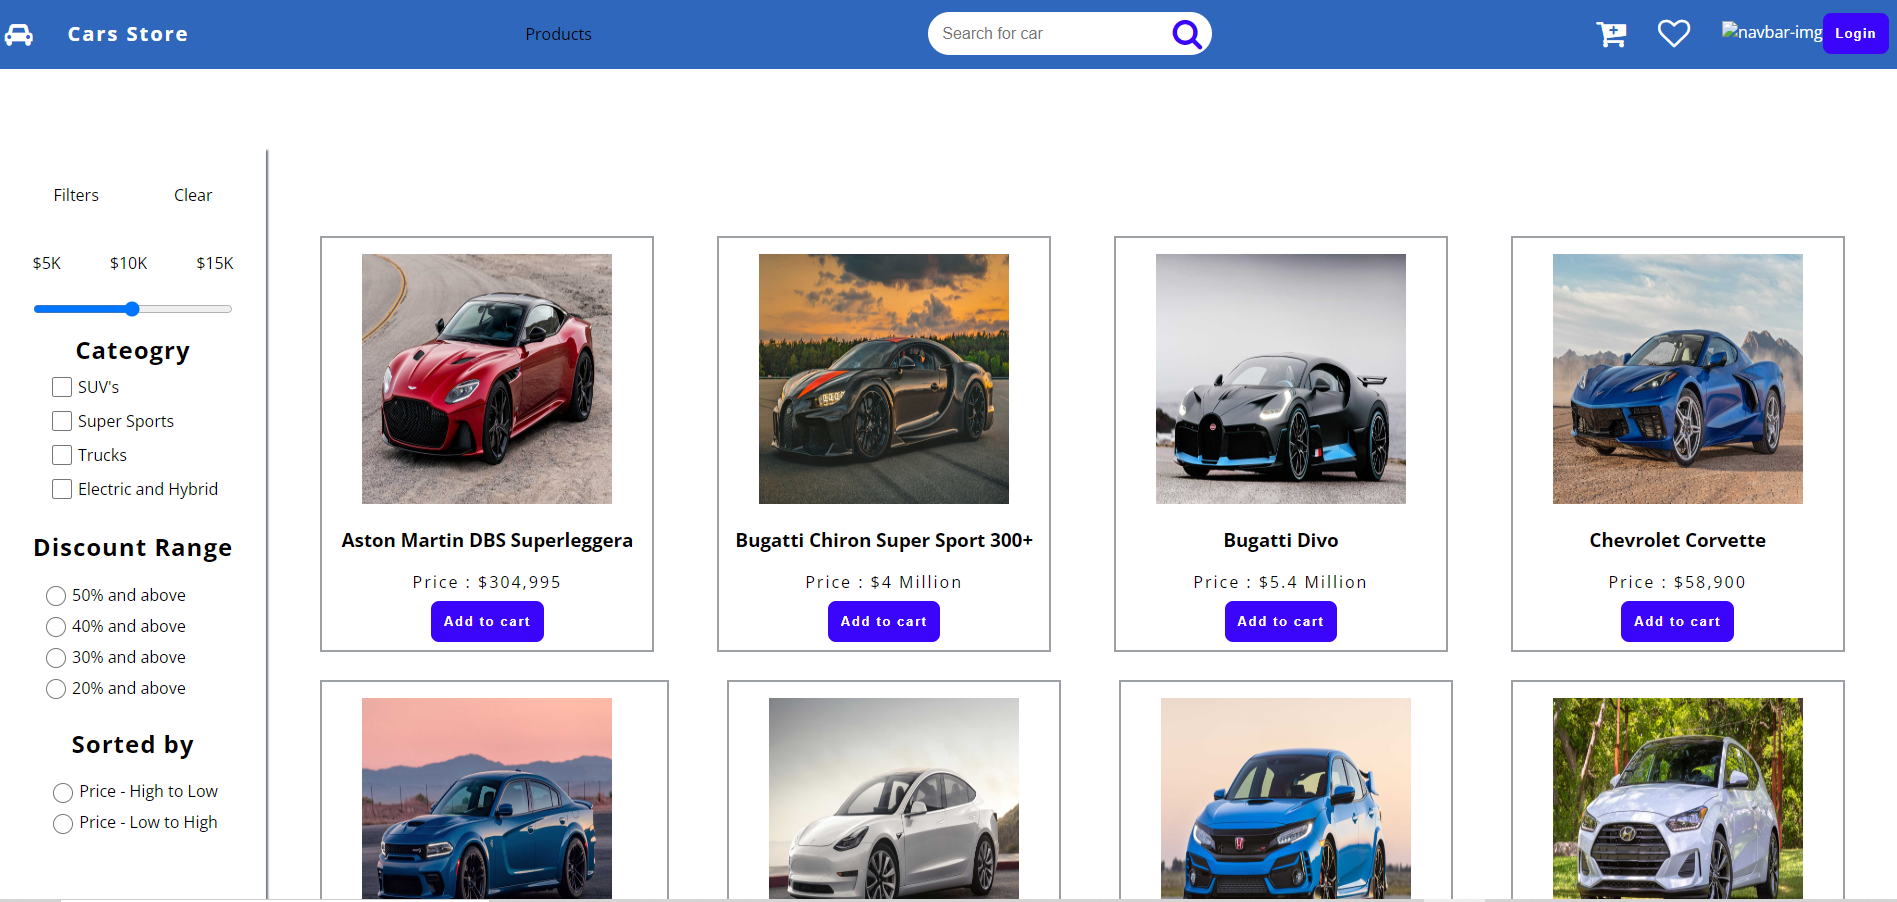 Cars Store
Products
Search for car
navbar-img
Login
Filters
Clear
$5K
$10K
$15K
Cateogry
SUV's
Super Sports
Trucks
Electric and Hybrid
Discount Range
50% and above
40% and above
30% and above
20% and above
Sorted by
Price - High to Low
Price - Low to High
Aston Martin DBS Superleggera
Price : $304,995
Add to cart
Bugatti Chiron Super Sport 300+
Price : $4 Million
Add to cart
Bugatti Divo
Price : $5.4 Million
Add to cart
Chevrolet Corvette
Price : $58,900
Add to cart